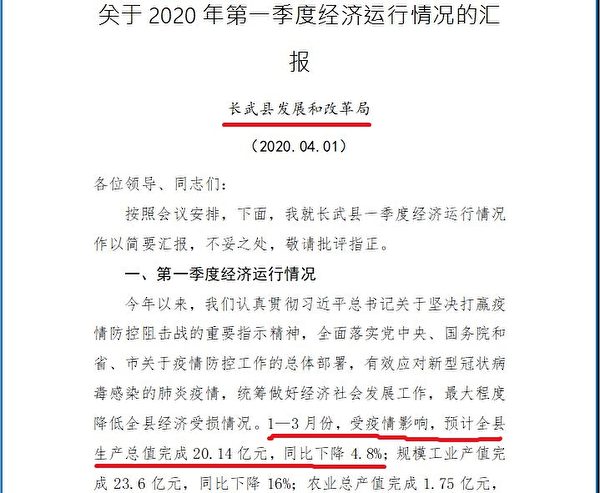 关于 2020 年第一季度经济运行情况的汇
报
长武县发展和改革局
（2020.04.01）
各位领导、同志们：
按照会议安排，下面，我就长武县一季度经济运行情况
作以简要汇报，不妥之处，敬请批评指正。
一、第一季度经济运行情况
今年以来，我们认真贯彻习近平总书记关于坚决打赢疫
情防控阻击战的重要指示精神，全面落实党中央、国务院和
省、市关于疫情防控工作的总体部署，有效应对新型冠状病
毒感染的肺炎疫情，统筹做好经济社会发展工作，最大程度
降低全县经济受损情况。1—3 月份，受疫情影响，预计全县
生产总值完成 20.14 亿元，同比下降 4.8%；规模工业产值完
成 23.6 亿元，同比下降 16%；农业总产值完成 1.75 亿元，